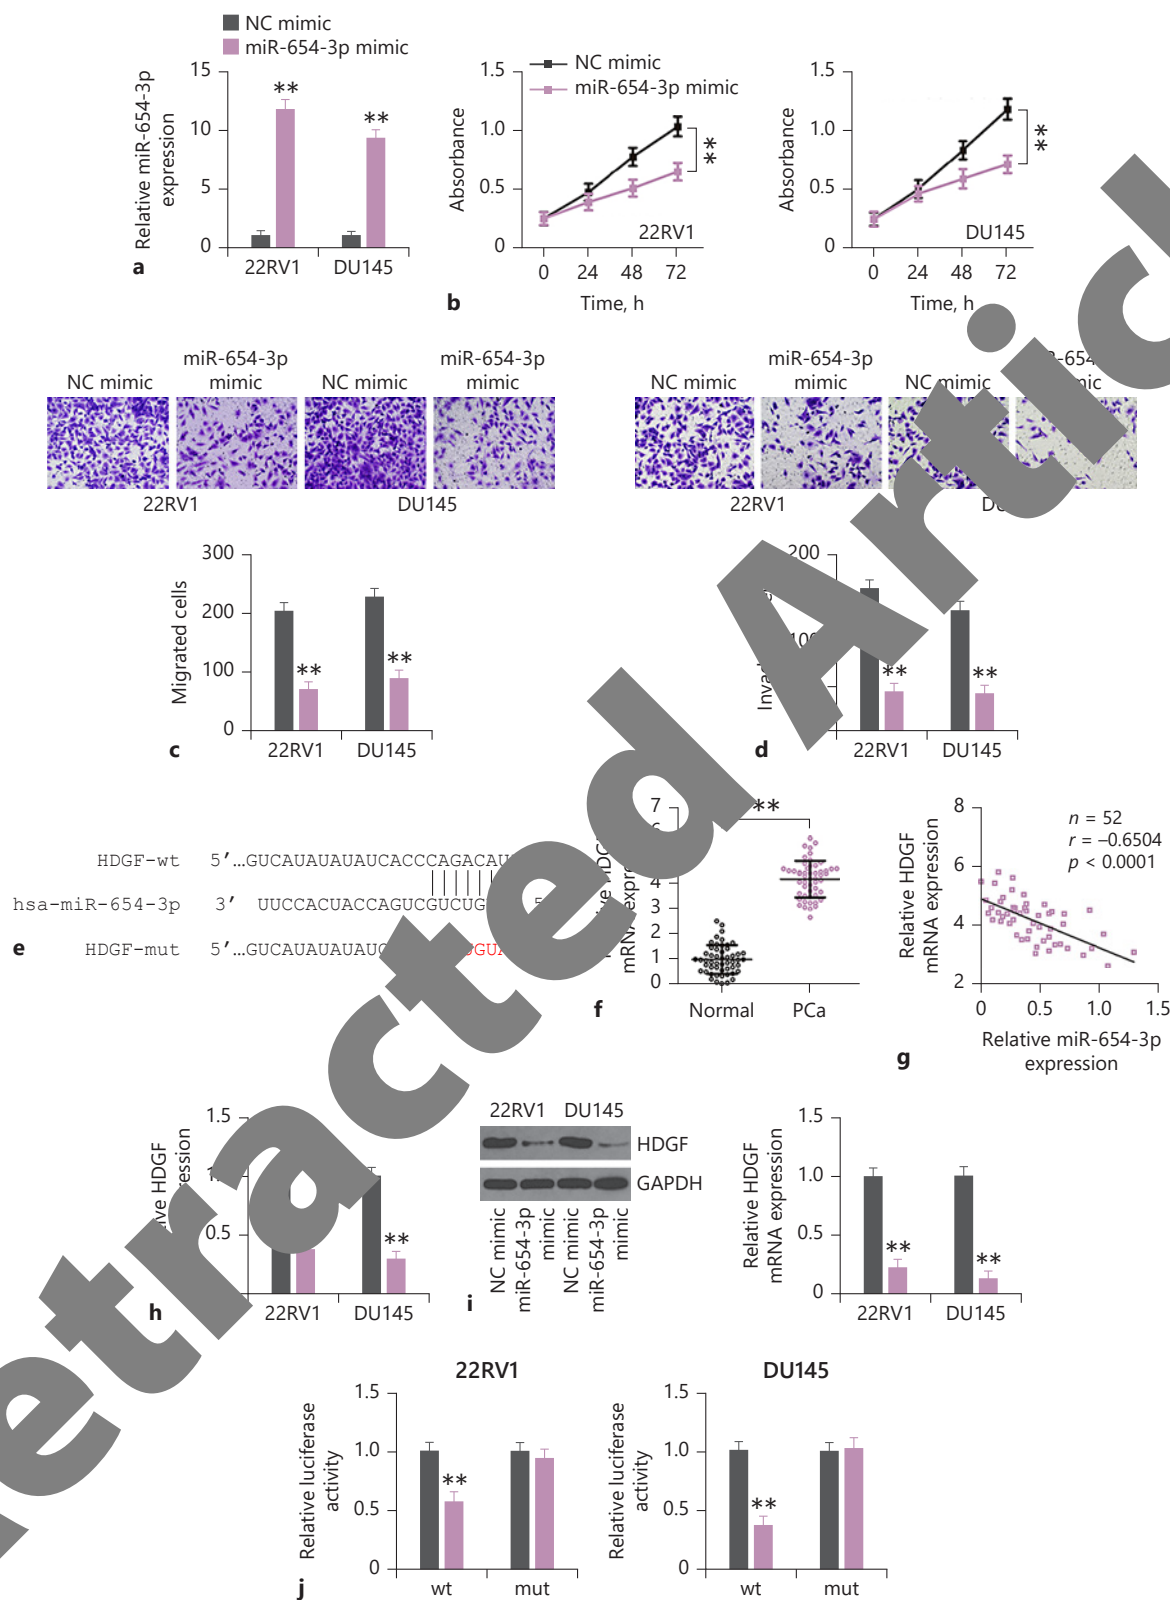 NC mimic
miR-654-3p mimic
Relative miR-654-3p
expression
15
10
5
0
**
**
22RV1
DU145
a
NC mimic
miR-654-3p mimic
Absorbance
1.5
1.0
0.5
0
**
22RV1
0 24 48 72
Time, h
b
Absorbance
1.5
1.0
0.5
0
**
DU145
0 24 48 72
Time, h
NC mimic
miR-654-3p
mimic
NC mimic
miR-654-3p
mimic
22RV1
DU145
NC mimic
miR-654-3p
mimic
NC mimic
mimic
22RV1
Migrated cells
300
200
100
0
**
**
22RV1
DU145
c
200
**
**
22RV1
DU145
d
HDGF-wt 5′...GUCAUAUAUAUCACCCAGACAU
hsa-miR-654-3p 3′ UUCCACUACCAGUCGUCUG
HDGF-mut 5′...GUCAUAUAUAU
e
mRNA
7
4
3
2
1
0
**
Normal
PCa
f
Relative HDGF
mRNA expression
8
6
4
2
n = 52
r = –0.6504
p < 0.0001
0 0.5 1.0 1.5
Relative miR-654-3p
expression
g
HDGF
1.5
0.5
**
22RV1
DU145
h
22RV1
DU145
HDGF
GAPDH
NC mimic
miR-654-3p
mimic
NC mimic
miR-654-3p
mimic
i
Relative HDGF
mRNA expression
1.5
1.0
0.5
0
**
**
22RV1
DU145
22RV1
Relative luciferase
activity
1.5
1.0
0.5
0
**
wt
mut
j
DU145
Relative luciferase
activity
1.5
1.0
0.5
0
**
wt
mut